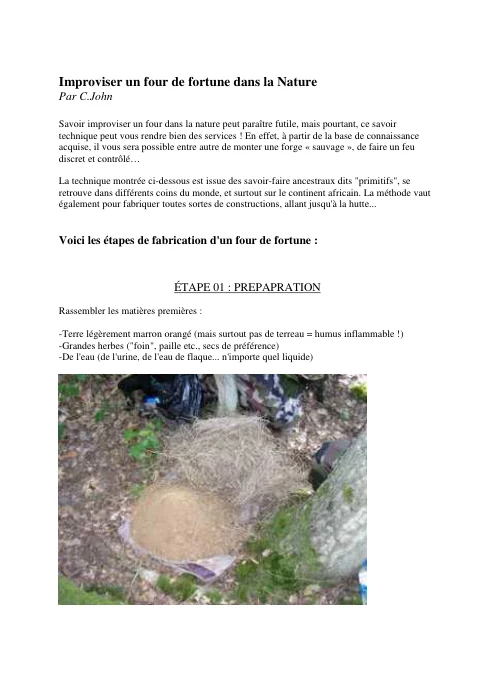 Improviser un four de fortune dans la Nature
Par C.John
Savoir improviser un four dans la nature peut paraître futile, mais pourtant, ce savoir
technique peut vous rendre bien des services ! En effet, à partir de la base de connaissance
acquise, il vous sera possible entre autre de monter une forge « sauvage », de faire un feu
discret et contrôlé…
La technique montrée ci-dessous est issue des savoir-faire ancestraux dits "primitifs", se
retrouve dans différents coins du monde, et surtout sur le continent africain. La méthode vaut
également pour fabriquer toutes sortes de constructions, allant jusqu'à la hutte...
Voici les étapes de fabrication d'un four de fortune :
ÉTAPE 01 : PREPAPRATION
Rassembler les matières premières :
-Terre légèrement marron orangé (mais surtout pas de terreau = humus inflammable !)
-Grandes herbes ("foin", paille etc., secs de préférence)
-De l'eau (de l'urine, de l'eau de flaque... n'importe quel liquide)